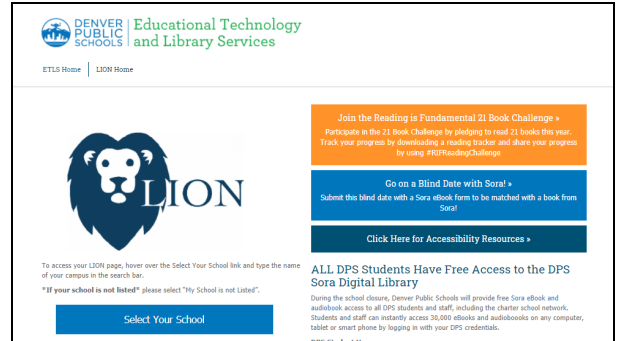 DENVER
PUBLIC
SCHOOLS
Educational Technology
and Library Services
ETLS Home
LION Home
LION
To access your LION page, hover over the Select Your School link and type the name
of your campus in the search bar.
*If your school is not listed* please select "My School is not Listed".
Select Your School
Join the Reading is Fundamental 21 Book Challenge »
Participate in the 21 Book Challenge by pledging to read 21 books this year.
Track your progress by downloading a reading tracker and share your progress
by using #RIFReadingChallenge
Go on a Blind Date with Sora! »
Submit this blind date with a Sora eBook form to be matched with a book from
Sora!
Click Here for Accessibility Resources »
ALL DPS Students Have Free Access to the DPS
Sora Digital Library
During the school closure, Denver Public Schools will provide free Sora eBook and
audiobook access to all DPS students and staff, including the charter school network.
Students and staff can instantly access 30,000 eBooks and audiobooks on any computer,
tablet or smart phone by logging in with your DPS credentials.